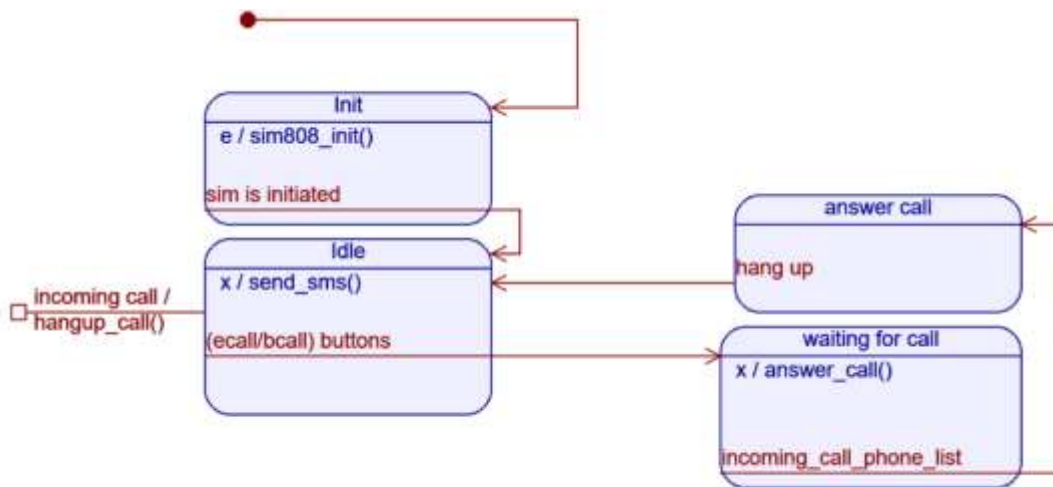 Init
e / sim808_init()
sim is initiated
Idle
x / send_sms()
incoming call /
hangup_call()
(ecall/bcall) buttons
answer call
hang up
waiting for call
x / answer_call()
incoming_call_phone_list